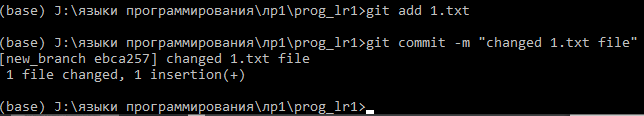 (base) J:\языки программирования\лр1\prog_lr1>git add 1.txt
(base) J:\языки программирования\лр1\prog_lr1>git commit -m "changed 1.txt file"
[new_branch ebca257] changed 1.txt file
 1 file changed, 1 insertion(+)
(base) J:\языки программирования\лр1\prog_lr1>